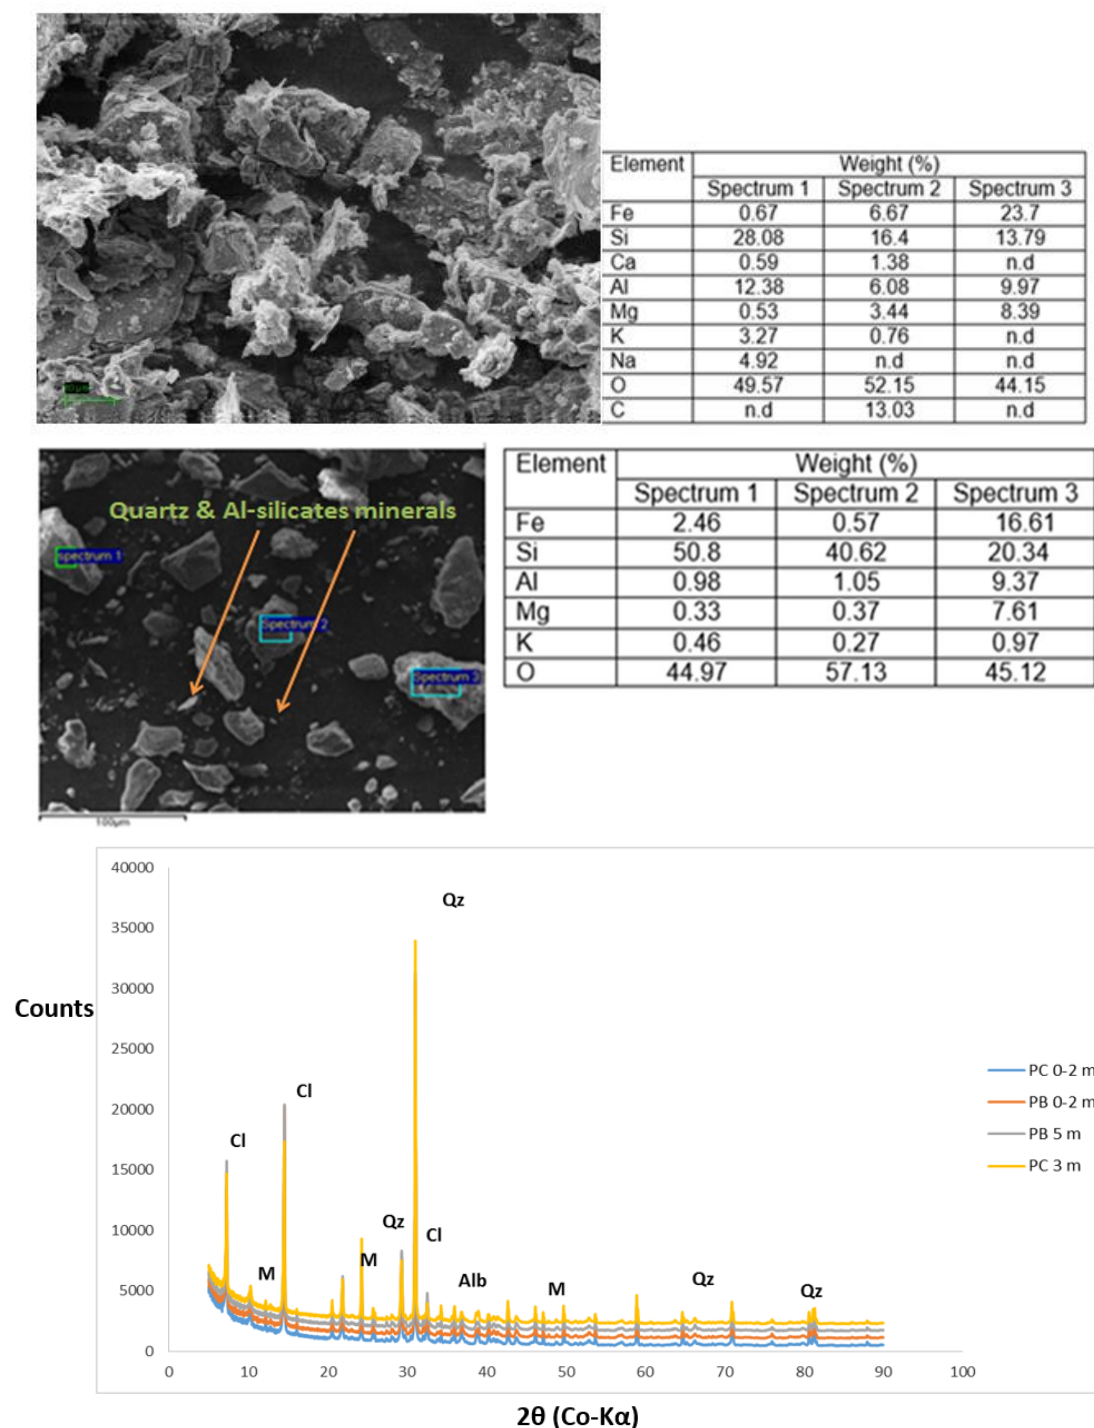 Element Weight (%)
Spectrum 1 Spectrum 2 Spectrum 3
Fe 0.67 6.67 23.7
Si 28.08 16.4 13.79
Ca 0.59 1.38 n.d
Al 12.38 6.08 9.97
Mg 0.53 3.44 8.39
K 3.27 0.76 n.d
Na 4.92 n.d n.d
O 49.57 52.15 44.15
C n.d 13.03 n.d
Quartz & Al-silicates minerals
spectrum 1
Spectrum 2
Spectrum 3
100µm
Element Weight (%)
Spectrum 1 Spectrum 2 Spectrum 3
Fe 2.46 0.57 16.61
Si 50.8 40.62 20.34
Al 0.98 1.05 9.37
Mg 0.33 0.37 7.61
K 0.46 0.27 0.97
O 44.97 57.13 45.12
40000
35000
30000
25000
20000
15000
10000
5000
0
Counts
Qz
Cl
Cl
Qz
Cl
M
M
Alb
M
Qz
Qz
PC 0-2 m
PB 0-2 m
PB 5 m
PC 3 m
0 10 20 30 40 50 60 70 80 90 100
2θ (Co-Kα)